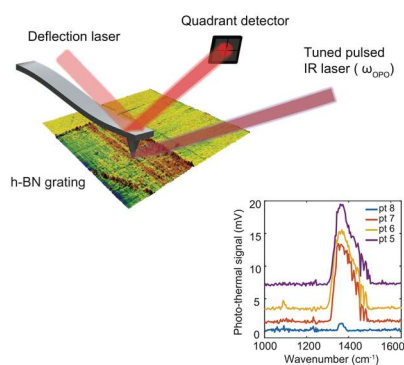 Quadrant detector
Deflection laser
Tuned pulsed
IR laser ( ω_OPO)
h-BN grating
20
15
10
5
0
1000
1200
1400
1600
Photo-thermal signal (mV)
Wavenumber (cm⁻¹)
pt 8
pt 7
pt 6
pt 5